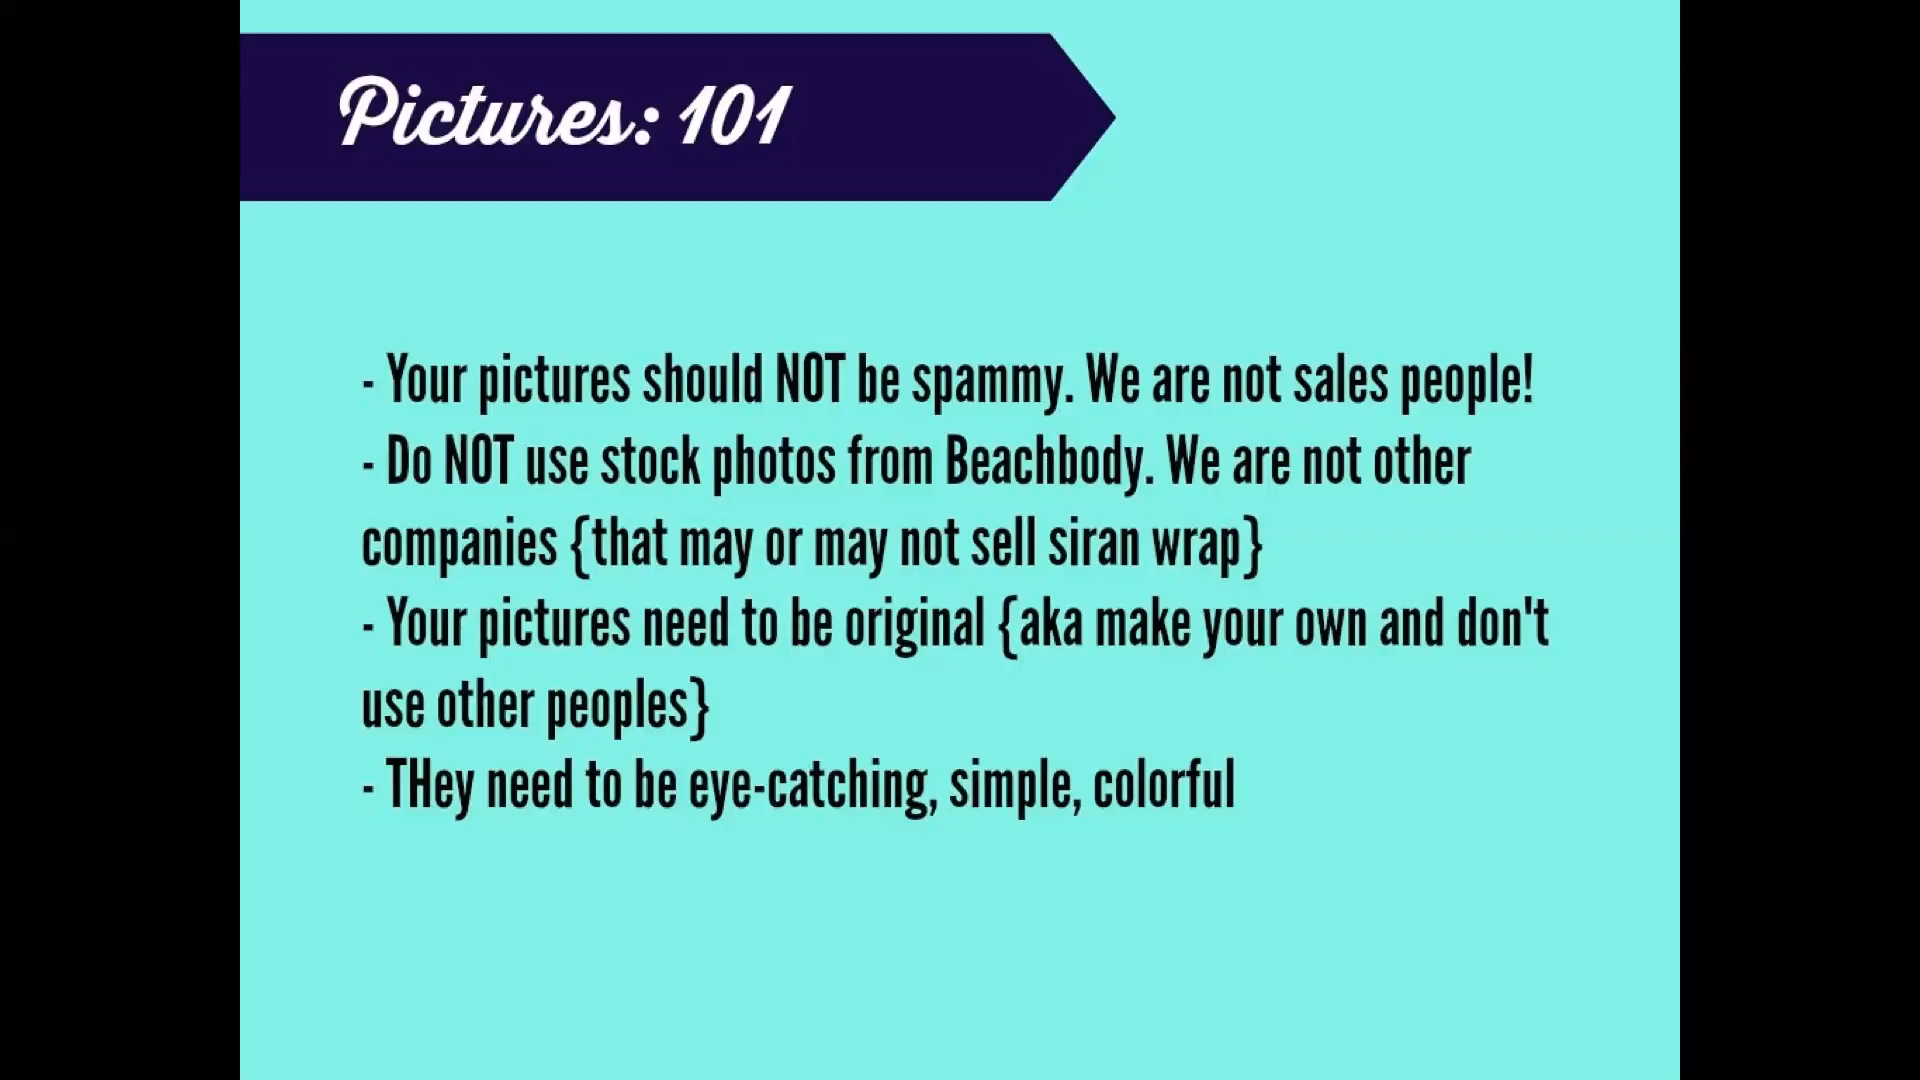 Pictures: 101
- Your pictures should NOT be spammy. We are not sales people!
- Do NOT use stock photos from Beachbody. We are not other
companies {that may or may not sell siran wrap}
- Your pictures need to be original {aka make your own and don't
use other peoples}
- THey need to be eye-catching, simple, colorful